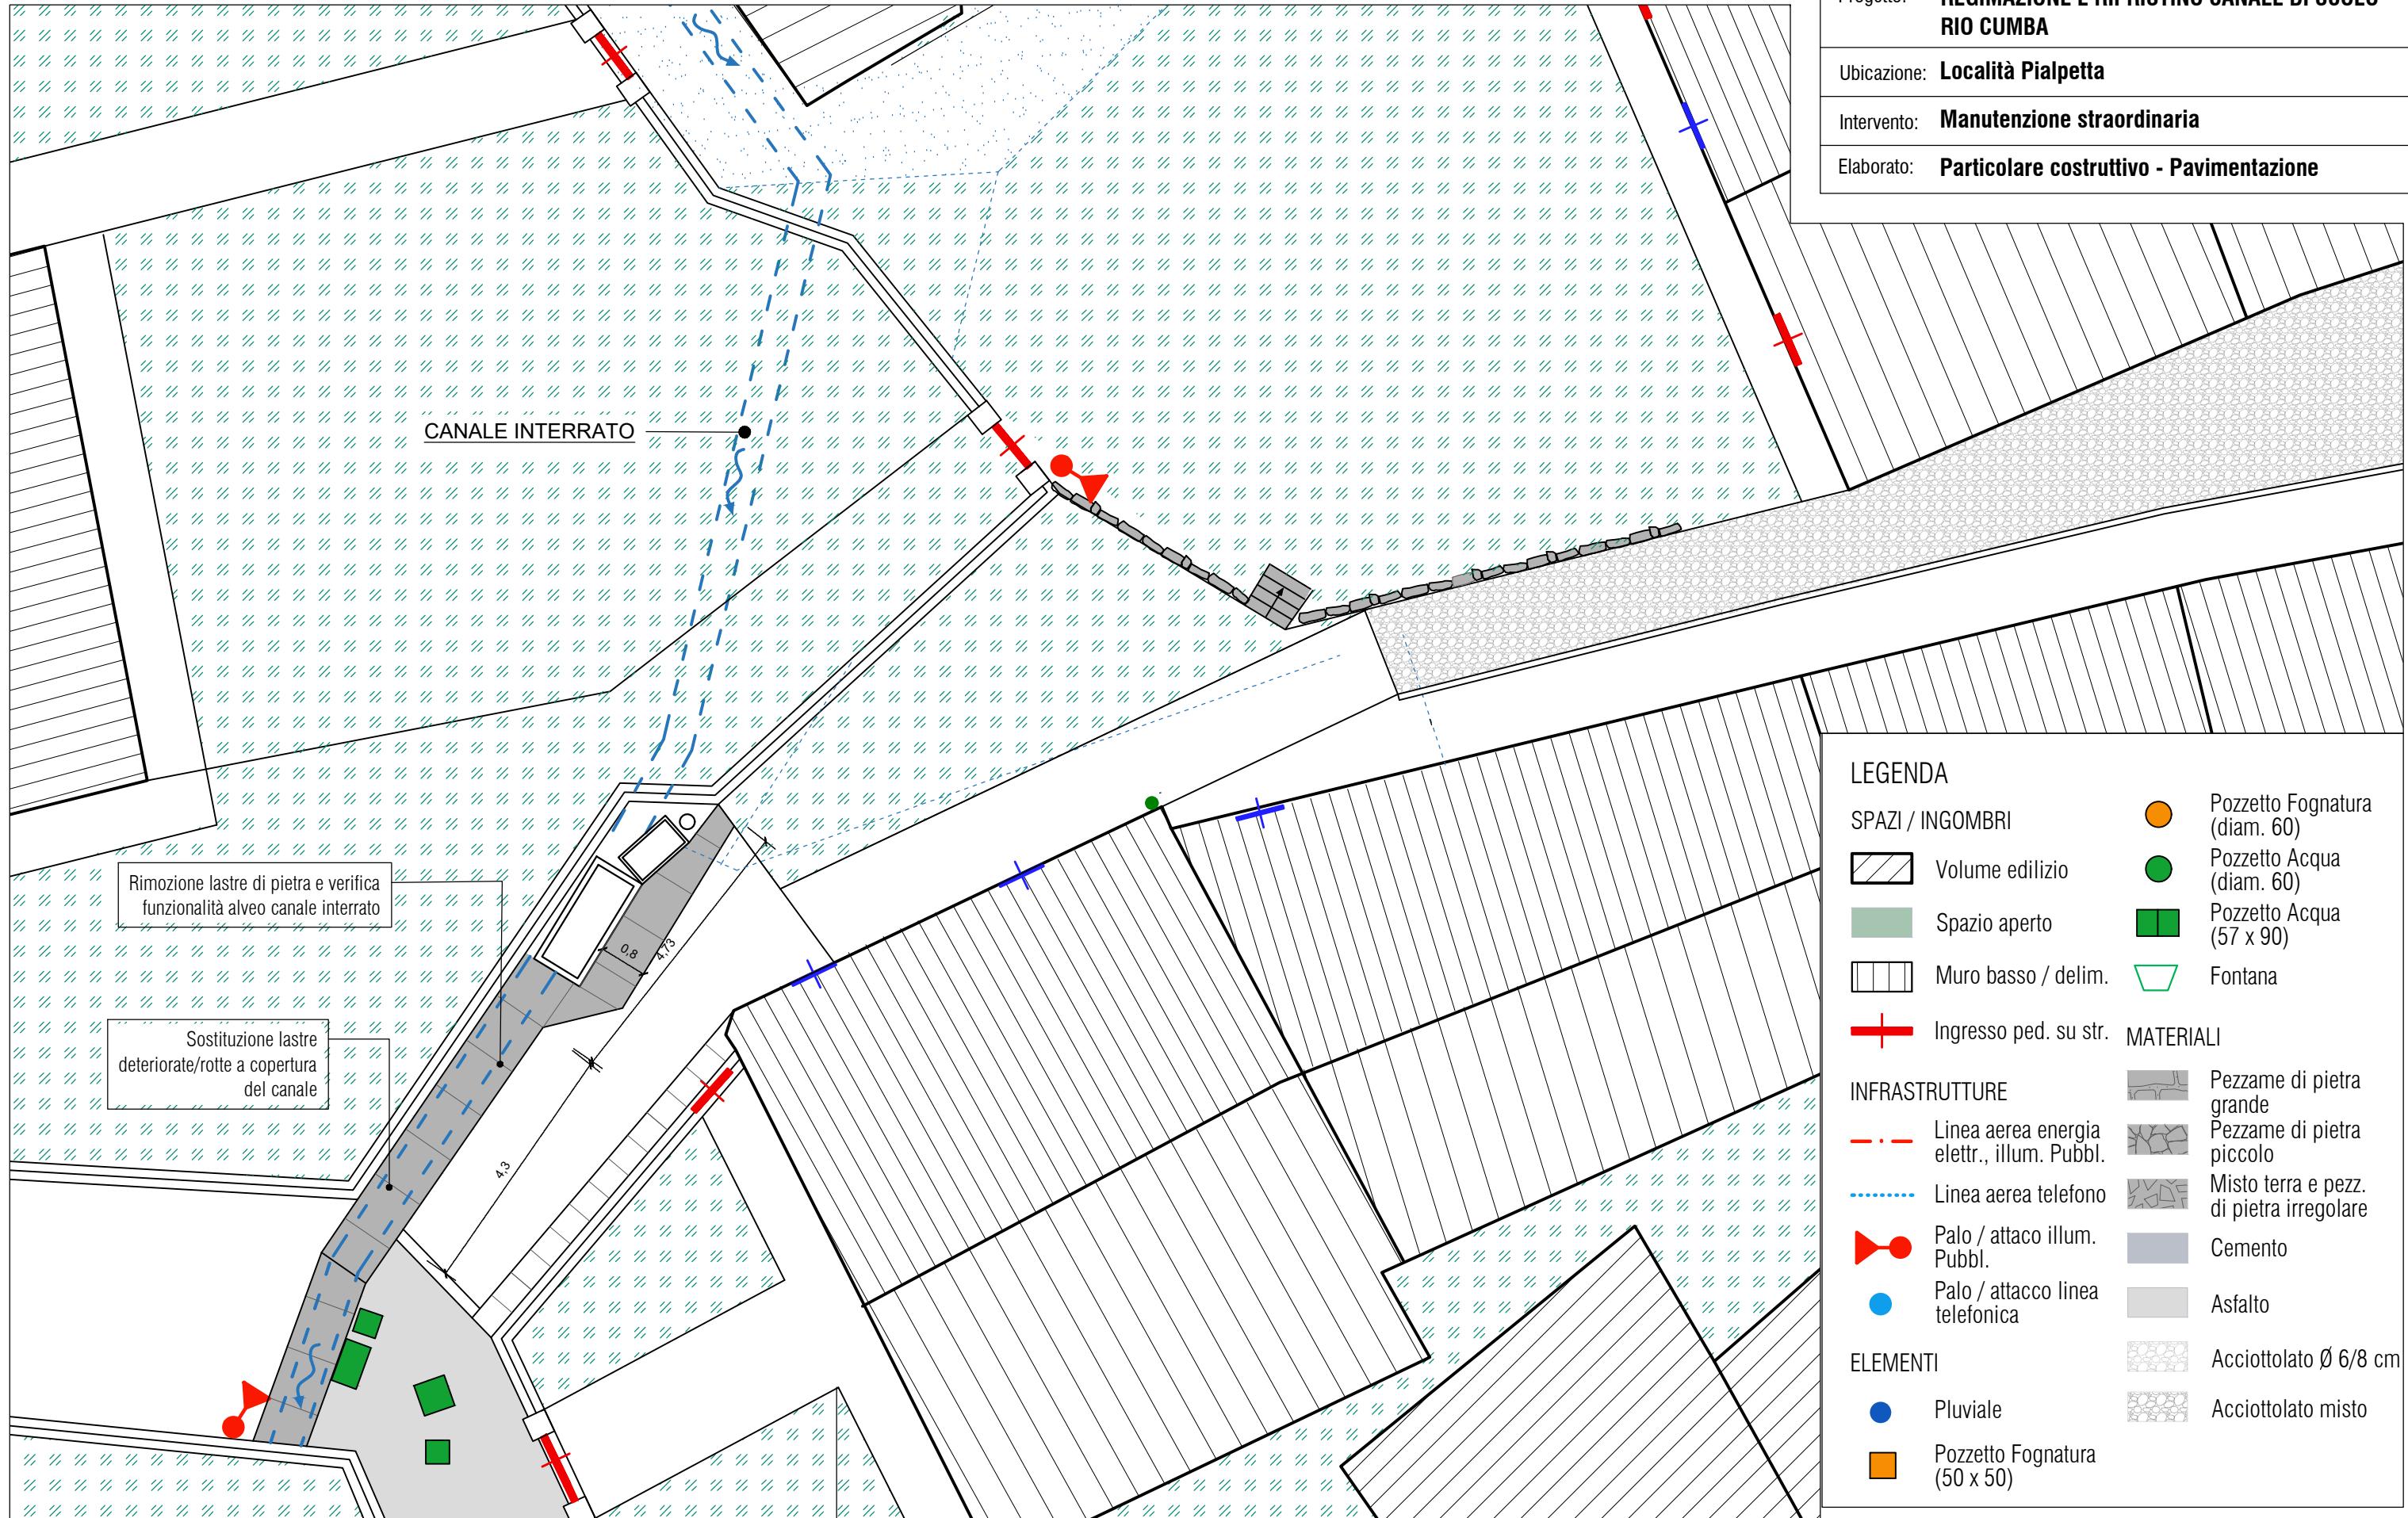 RIO CUMBA
Ubicazione: Località Pialpetta
Intervento: Manutenzione straordinaria
Elaborato: Particolare costruttivo - Pavimentazione
CANALE INTERRATO
Rimozione lastre di pietra e verifica
funzionalità alveo canale interrato
Sostituzione lastre
deteriorate/rotte a copertura
del canale
0,8
4,73
4,3
LEGENDA
SPAZI / INGOMBRI
Volume edilizio
Spazio aperto
Muro basso / delim.
Ingresso ped. su str.
INFRASTRUTTURE
Linea aerea energia
elettr., illum. Pubbl.
Linea aerea telefono
Palo / attaco illum.
Pubbl.
Palo / attacco linea
telefonica
ELEMENTI
Pluviale
Pozzetto Fognatura
(50 x 50)
Pozzetto Fognatura
(diam. 60)
Pozzetto Acqua
(diam. 60)
Pozzetto Acqua
(57 x 90)
Fontana
MATERIALI
Pezzame di pietra
grande
Pezzame di pietra
piccolo
Misto terra e pezz.
di pietra irregolare
Cemento
Asfalto
Acciottolato Ø 6/8 cm
Acciottolato misto